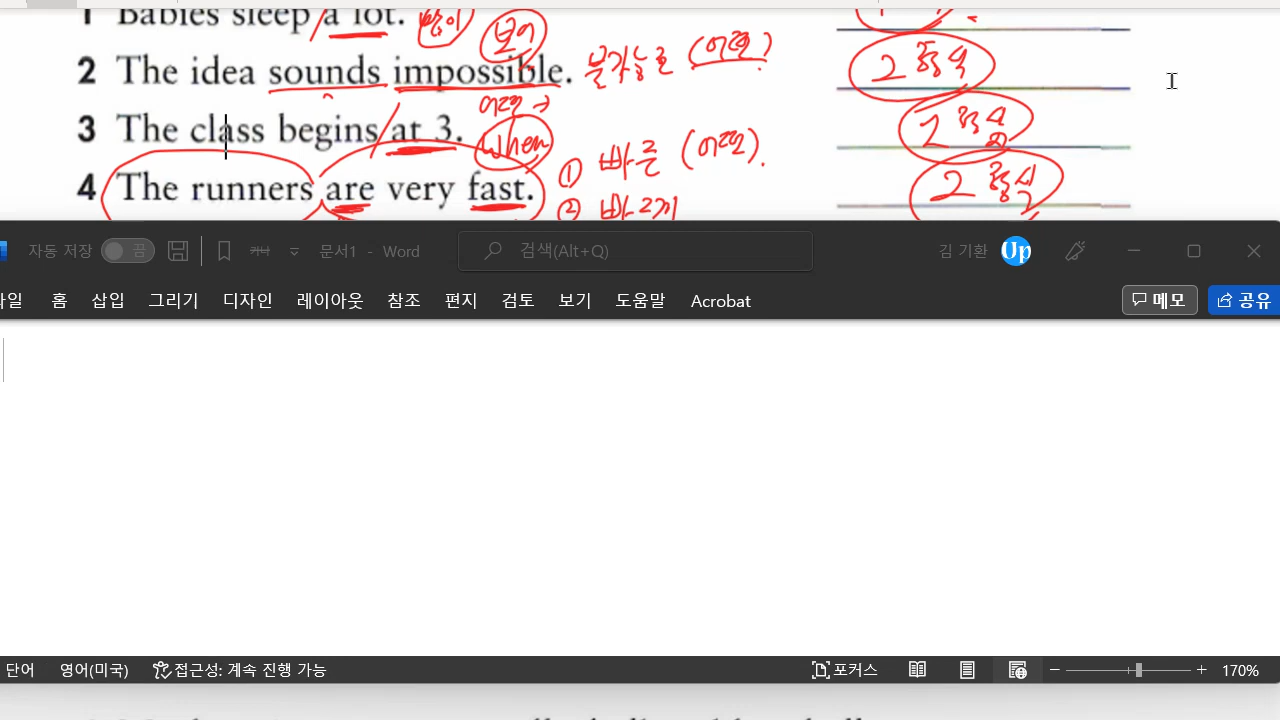 1 Babies sleep / a lot. 많이
2 The idea sounds impossible. 보어 불가능로 (어떤?) 2 형식
3 The class begins / at 3. 어떤 → When 2 형식
4 The runners are very fast. ① 빠른 (어떤). 2 형식
② 빠르게
자동 저장 끔 가나 문서1 - Word 검색(Alt+Q) 김 기환 Up
파일 홈 삽입 그리기 디자인 레이아웃 참조 편지 검토 보기 도움말 Acrobat 메모 공유
단어 영어(미국) 접근성: 계속 진행 가능 포커스 − + 170%